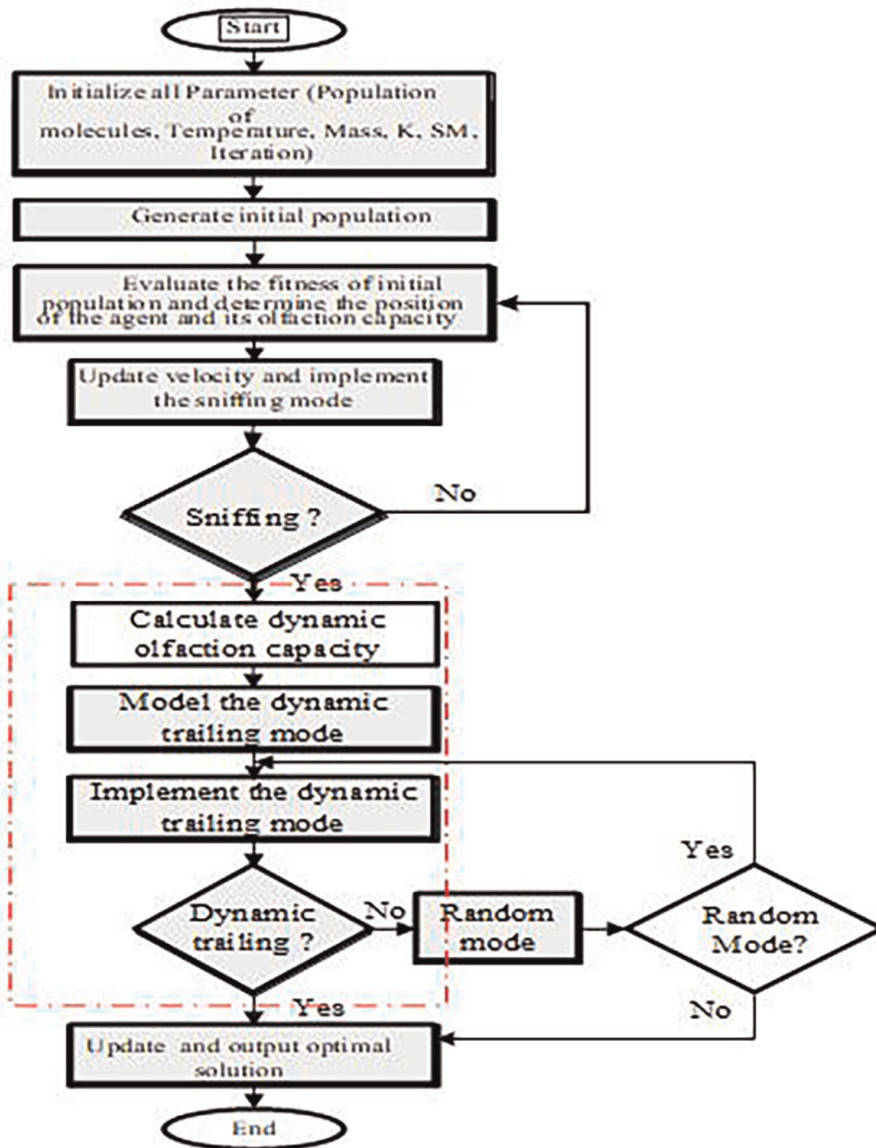 Start
Initialize all Parameter (Population
of
molecules, Temperature, Mass, K, SM,
Iteration)
Generate initial population
Evaluate the fitness of initial
population and determine the position
of the agent and its olfaction capacity
Update velocity and implement
the sniffing mode
Sniffing ?
No
Yes
Calculate dynamic
olfaction capacity
Model the dynamic
trailing mode
Implement the dynamic
trailing mode
Dynamic
trailing ?
No
Random
mode
Random
Mode?
Yes
No
Yes
Update and output optimal
solution
End